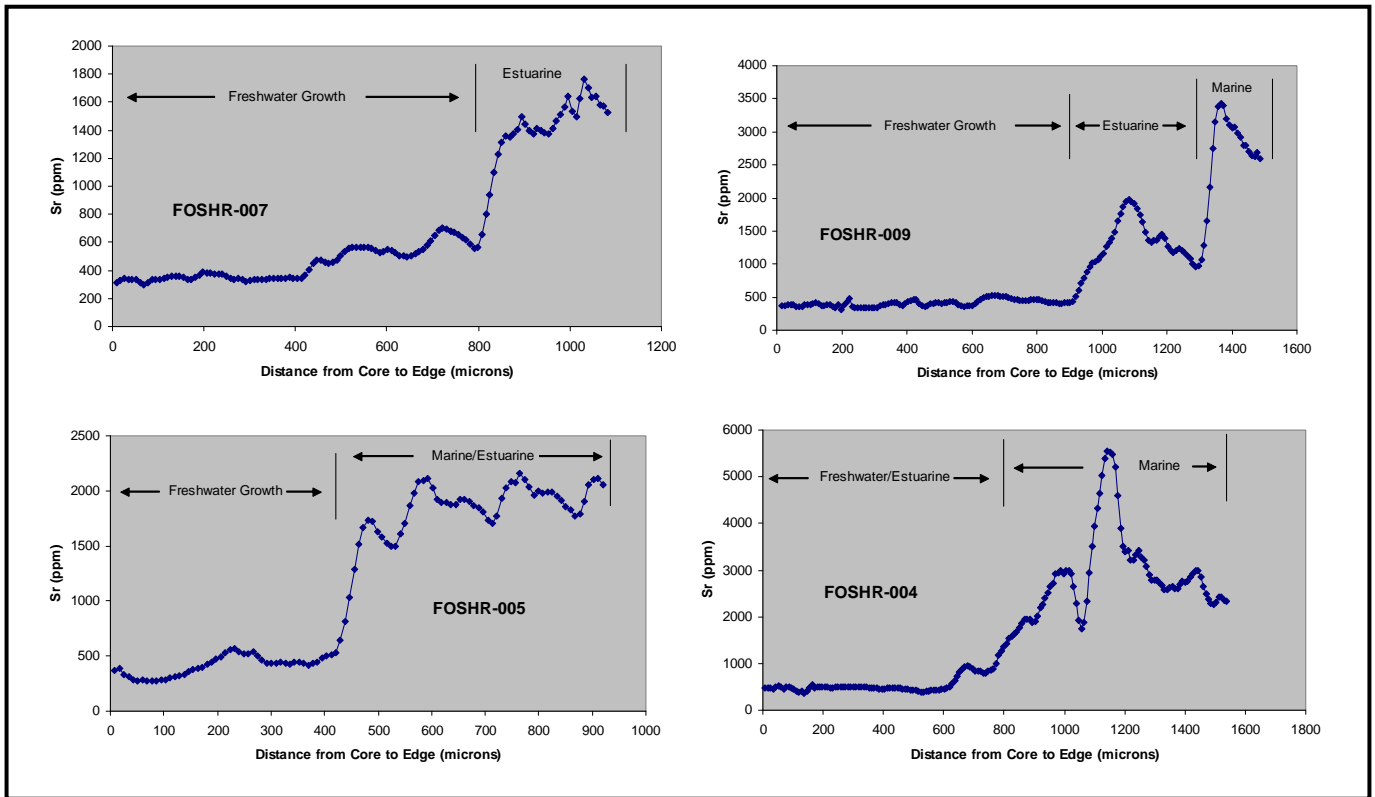 2000
1800
1600
1400
1200
1000
800
600
400
200
0
Sr (ppm)
Estuarine
Freshwater Growth
FOSHR-007
0 200 400 600 800 1000 1200
Distance from Core to Edge (microns)
4000
3500
3000
2500
2000
1500
1000
500
0
Sr (ppm)
Marine
Freshwater Growth Estuarine
FOSHR-009
0 200 400 600 800 1000 1200 1400 1600
Distance from Core to Edge (microns)
2500
2000
1500
1000
500
0
Sr (ppm)
Marine/Estuarine
Freshwater Growth
FOSHR-005
0 100 200 300 400 500 600 700 800 900 1000
Distance from Core to Edge (microns)
6000
5000
4000
3000
2000
1000
0
Sr (ppm)
Freshwater/Estuarine Marine
FOSHR-004
0 200 400 600 800 1000 1200 1400 1600 1800
Distance from Core to Edge (microns)